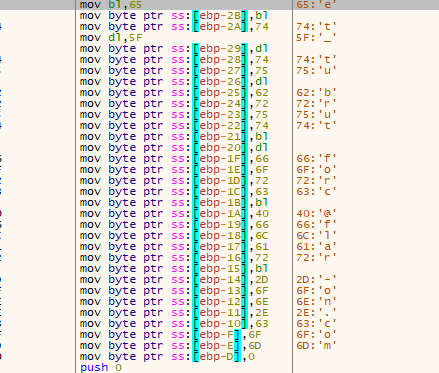 mov bl,65 65:'e'
mov byte ptr ss:[ebp-2B],bl
mov byte ptr ss:[ebp-2A],74 74:'t'
mov dl,5F 5F:'_'
mov byte ptr ss:[ebp-29],dl
mov byte ptr ss:[ebp-28],74 74:'t'
mov byte ptr ss:[ebp-27],75 75:'u'
mov byte ptr ss:[ebp-26],dl
mov byte ptr ss:[ebp-25],62 62:'b'
mov byte ptr ss:[ebp-24],72 72:'r'
mov byte ptr ss:[ebp-23],75 75:'u'
mov byte ptr ss:[ebp-22],74 74:'t'
mov byte ptr ss:[ebp-21],bl
mov byte ptr ss:[ebp-20],dl
mov byte ptr ss:[ebp-1F],66 66:'f'
mov byte ptr ss:[ebp-1E],6F 6F:'o'
mov byte ptr ss:[ebp-1D],72 72:'r'
mov byte ptr ss:[ebp-1C],63 63:'c'
mov byte ptr ss:[ebp-1B],bl
mov byte ptr ss:[ebp-1A],40 40:'@'
mov byte ptr ss:[ebp-19],66 66:'f'
mov byte ptr ss:[ebp-18],6C 6C:'l'
mov byte ptr ss:[ebp-17],61 61:'a'
mov byte ptr ss:[ebp-16],72 72:'r'
mov byte ptr ss:[ebp-15],bl
mov byte ptr ss:[ebp-14],2D 2D:'-'
mov byte ptr ss:[ebp-13],6F 6F:'o'
mov byte ptr ss:[ebp-12],6E 6E:'n'
mov byte ptr ss:[ebp-11],2E 2E:'.'
mov byte ptr ss:[ebp-10],63 63:'c'
mov byte ptr ss:[ebp-F],6F 6F:'o'
mov byte ptr ss:[ebp-E],6D 6D:'m'
mov byte ptr ss:[ebp-D],0
push 0